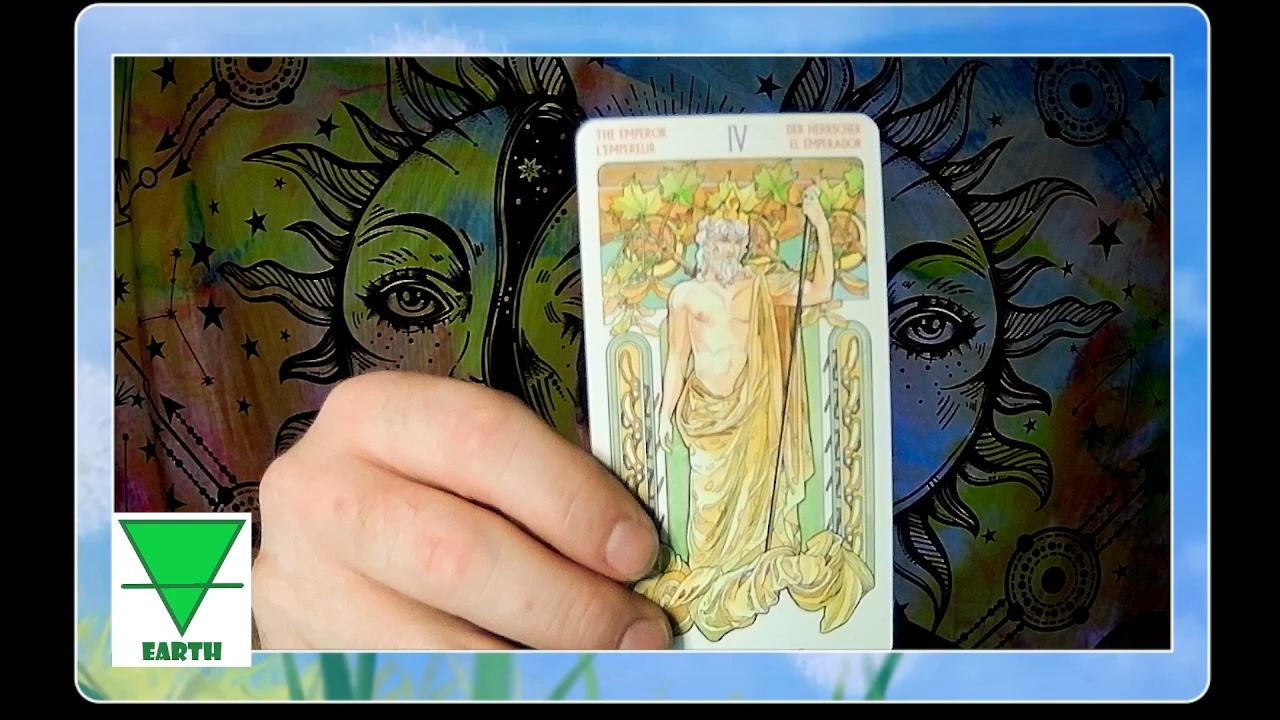 THE EMPEROR
L'EMPEREUR
IV
DER HERRSCHER
EL EMPERADOR
EARTH